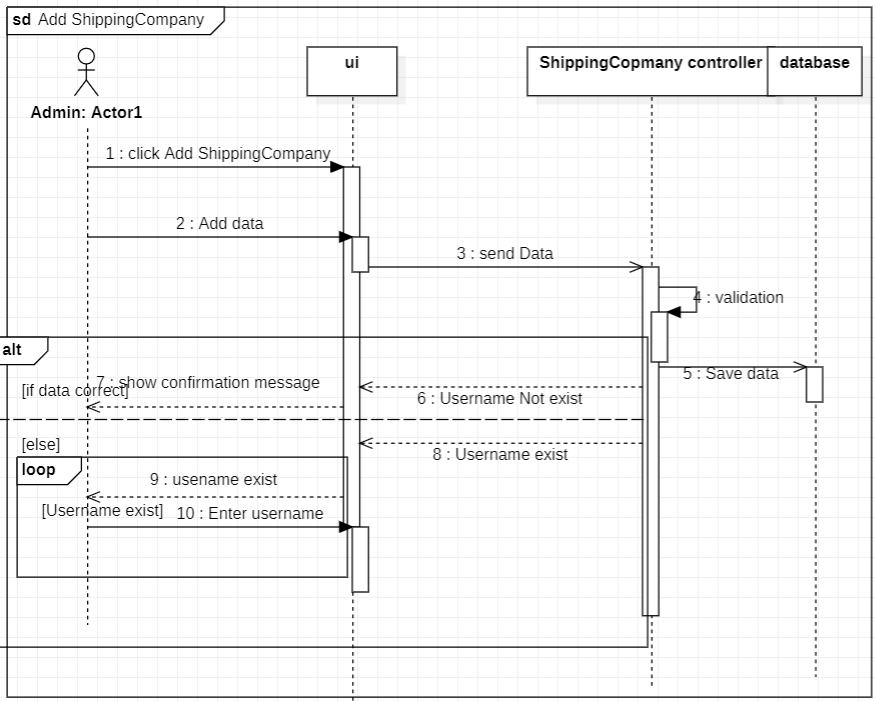 sd Add ShippingCompany
ui
ShippingCopmany controller
database
Admin: Actor1
1 : click Add ShippingCompany
2 : Add data
3 : send Data
4 : validation
alt
5 : Save data
7 : show confirmation message
[if data correct]
6 : Username Not exist
[else]
8 : Username exist
loop
9 : usename exist
[Username exist]
10 : Enter username